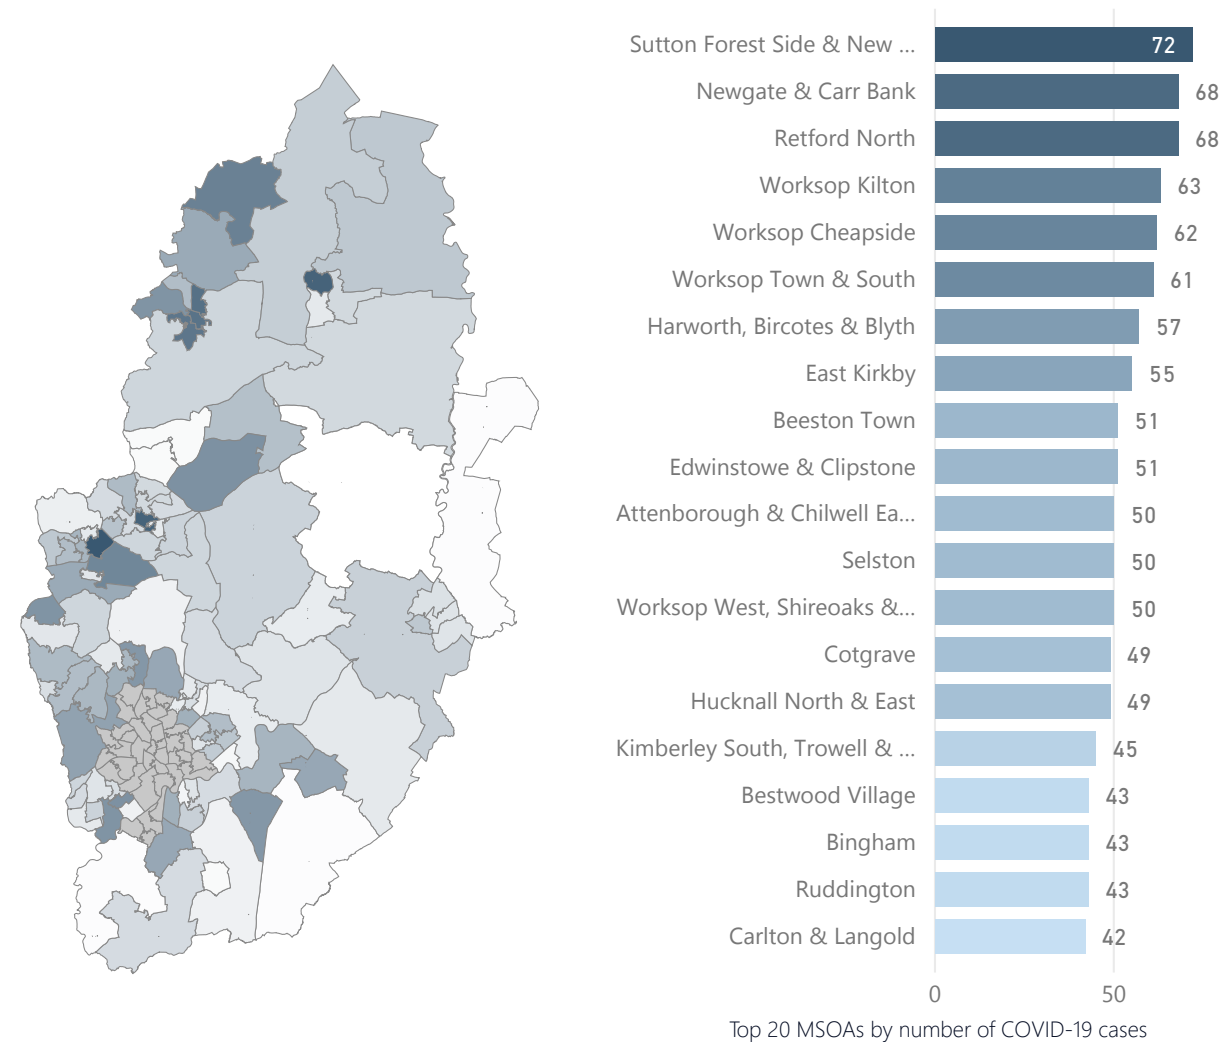 Sutton Forest Side & New ... 72
Newgate & Carr Bank 68
Retford North 68
Worksop Kilton 63
Worksop Cheapside 62
Worksop Town & South 61
Harworth, Bircotes & Blyth 57
East Kirkby 55
Beeston Town 51
Edwinstowe & Clipstone 51
Attenborough & Chilwell Ea... 50
Selston 50
Worksop West, Shireoaks &... 50
Cotgrave 49
Hucknall North & East 49
Kimberley South, Trowell & ... 45
Bestwood Village 43
Bingham 43
Ruddington 43
Carlton & Langold 42
0 50
Top 20 MSOAs by number of COVID-19 cases